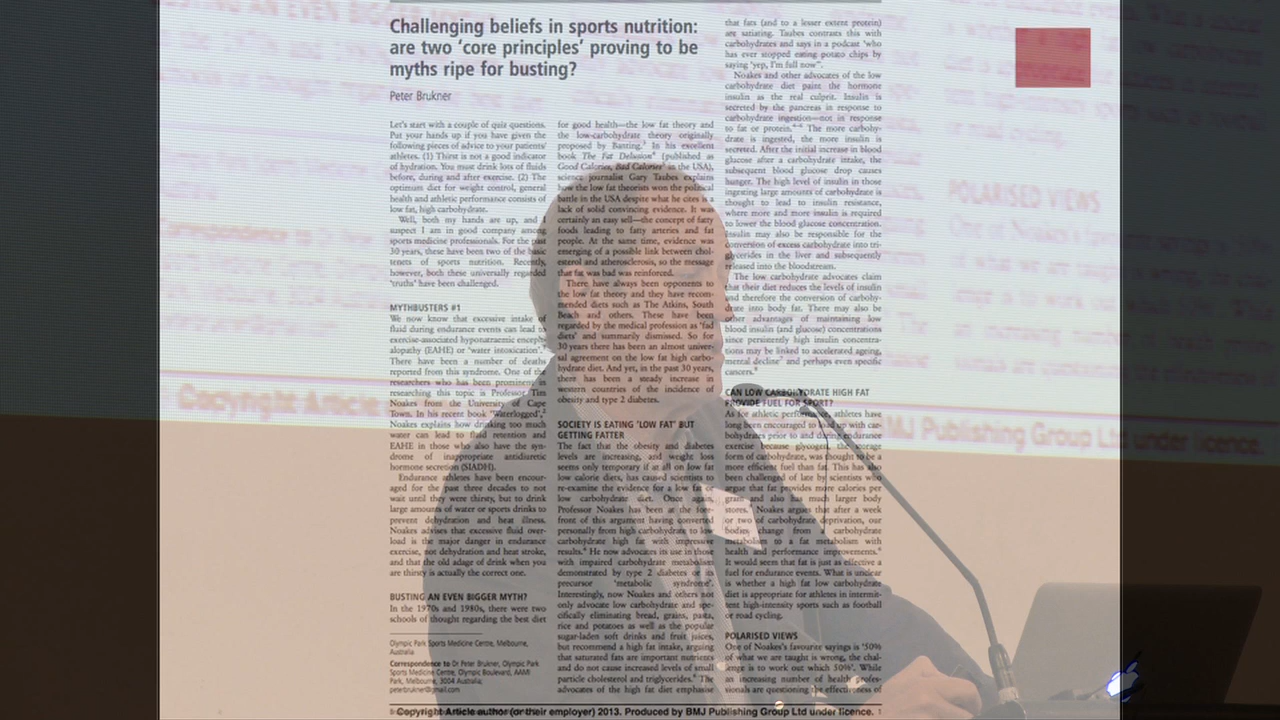 Challenging beliefs in sports nutrition:
are two ‘core principles’ proving to be
myths ripe for busting?
Peter Brukner
Let’s start with a couple of quiz questions.
Put your hands up if you have given the
following pieces of advice to your patients/
athletes. (1) Thirst is not a good indicator
of hydration. You must drink lots of fluids
before, during and after exercise. (2) The
optimum diet for weight control, general
health and athletic performance consists of
low fat, high carbohydrate.
Well, both my hands are up, and I
suspect I am in good company among
sports medicine professionals. For the past
30 years, these have been two of the basic
tenets of sports nutrition. Recently,
however, both these universally regarded
‘truths’ have been challenged.
MYTHBUSTERS #1
We now know that excessive intake
fluid during endurance events can lead to
exercise-associated hyponatraemic enceph-
alopathy (EAHE) or ‘water intoxication’.
There have been a number of deaths
reported from this syndrome. One of the
researchers who has been prominent in
researching this topic is Professor Tim
Noakes from the University of Cape
Town. In his recent book ‘Waterlogged’,
Noakes explains how drinking too much
water can lead to fluid retention and
EAHE in those who also have the syn-
drome of inappropriate antidiuretic
hormone secretion (SIADH).
Endurance athletes have been encour-
aged for the past three decades to not
wait until they were thirsty, but to drink
large amounts of water or sports drinks to
prevent dehydration and heat illness.
Noakes advises that excessive fluid over-
load is the major danger in endurance
exercise, not dehydration and heat stroke,
and that the old adage of drink when you
are thirsty is actually the correct one.
BUSTING AN EVEN BIGGER MYTH?
In the 1970s and 1980s, there were two
schools of thought regarding the best diet
Olympic Park Sports Medicine Centre, Melbourne,
Australia
Correspondence to Dr Peter Brukner, Olympic Park
Sports Medicine Centre, Olympic Boulevard, AAMI
Park, Melbourne, 3004 Australia;
peterbrukner@gmail.com
for good health—the low fat theory and
the low-carbohydrate theory originally
proposed by Banting.³ In his excellent
book The Fat Delusion⁴ (published as
Good Calories, Bad Calories⁵ in the USA),
science journalist Gary Taubes explains
how the low fat theorists won the political
battle in the USA despite what he cites is
lack of solid convincing evidence. It was
certainly an easy sell—the concept of fatty
foods leading to fatty arteries and fat
people. At the same time, evidence was
emerging of a possible link between chol-
esterol and atherosclerosis, so the message
that fat was bad was reinforced.
There have always been opponents to
the low fat theory and they have recom-
mended diets such as The Atkins, South
Beach and others. These have been
regarded by the medical profession as ‘fad
diets’ and summarily dismissed. So for
30 years there has been an almost univer-
sal agreement on the low fat high carbo-
hydrate diet. And yet, in the past 30 years,
there has been a steady increase in
western countries of the incidence of
obesity and type 2 diabetes.
SOCIETY IS EATING ‘LOW FAT’ BUT
GETTING FATTER
The fact that the obesity and diabetes
levels are increasing, and weight loss
seems only temporary if at all on low fat
low calorie diets, has caused scientists to
re-examine the evidence for a low fat or
low carbohydrate diet. Once
Professor Noakes has been at
front of this argument having converted
personally from high carbohydrate to low
carbohydrate high fat with impressive
results.⁶ He now advocates its use in those
with impaired carbohydrate metabolism
demonstrated by type 2 diabetes or its
precursor ‘metabolic syndrome’.
Interestingly, now Noakes and others not
only advocate low carbohydrate and spe-
cifically eliminating bread, grains, pasta,
rice and potatoes as well as the popular
sugar-laden soft drinks and fruit juices,
but recommend a high fat intake, arguing
that saturated fats are important nutrients
and do not cause increased levels of small
particle cholesterol and triglycerides.⁶ The
advocates of the high fat diet emphasise
that fats (and to a lesser extent protein)
are satiating. Taubes contrasts this with
carbohydrates and says in a podcast ‘who
has ever stopped eating potato chips by
saying ‘yep, I’m full now’’.
Noakes and other advocates of the low
carbohydrate diet paint the hormone
insulin as the real culprit. Insulin is
secreted by the pancreas in response to
carbohydrate ingestion—not in response
to fat or protein. The more carbohy-
drate is ingested, the more insulin is
secreted. After the initial increase in blood
glucose after a carbohydrate intake, the
subsequent blood glucose drop causes
hunger. The high level of insulin in those
ingesting large amounts of carbohydrate is
thought to lead to insulin resistance,
where more and more insulin is required
to lower the blood glucose concentration.
Insulin may also be responsible for the
conversion of excess carbohydrate into tri-
glycerides in the liver and subsequently
released into the bloodstream.
The low carbohydrate advocates claim
that their diet reduces the levels of insulin
and therefore the conversion of carbohy-
drate into body fat. There may also be
other advantages of maintaining low
blood insulin (and glucose) concentrations
since persistently high insulin concentra-
tions may be linked to accelerated ageing,
mental decline and perhaps even specific
cancers.⁸
CAN LOW CARBOHYDRATE HIGH FAT
PROVIDE FUEL FOR SPORT?
As for athletic performance, athletes have
long been encouraged to load up with car-
bohydrate prior to and during endurance
exercise because glycogen, the storage
form of carbohydrate, was thought to be a
more efficient fuel than fat. This has also
been challenged of late by scientists who
argue that fat provides more calories per
gram and also has much larger body
stores. Noakes argues that after a week
or two of carbohydrate deprivation, our
bodies change from a carbohydrate
metabolism to a fat metabolism with
health and performance improvements.⁶
It would seem that fat is just as effective a
fuel for endurance events. What is unclear
is whether a high fat low carbohydrate
diet is appropriate for athletes in intermit-
tent high-intensity sports such as football
or road cycling.
POLARISED VIEWS
One of Noakes’s favourite sayings is ‘50%
of what we are taught is wrong, the chal-
lenge is to work out which 50%’. While
an increasing number of health profes-
sionals are questioning the effectiveness of
Copyright Article author (or their employer) 2013. Produced by BMJ Publishing Group Ltd under licence.
1
AN EVEN BIGGER
POLARISED VIEWS
Copyright Article
BMJ Publishing Group Ltd under licence.